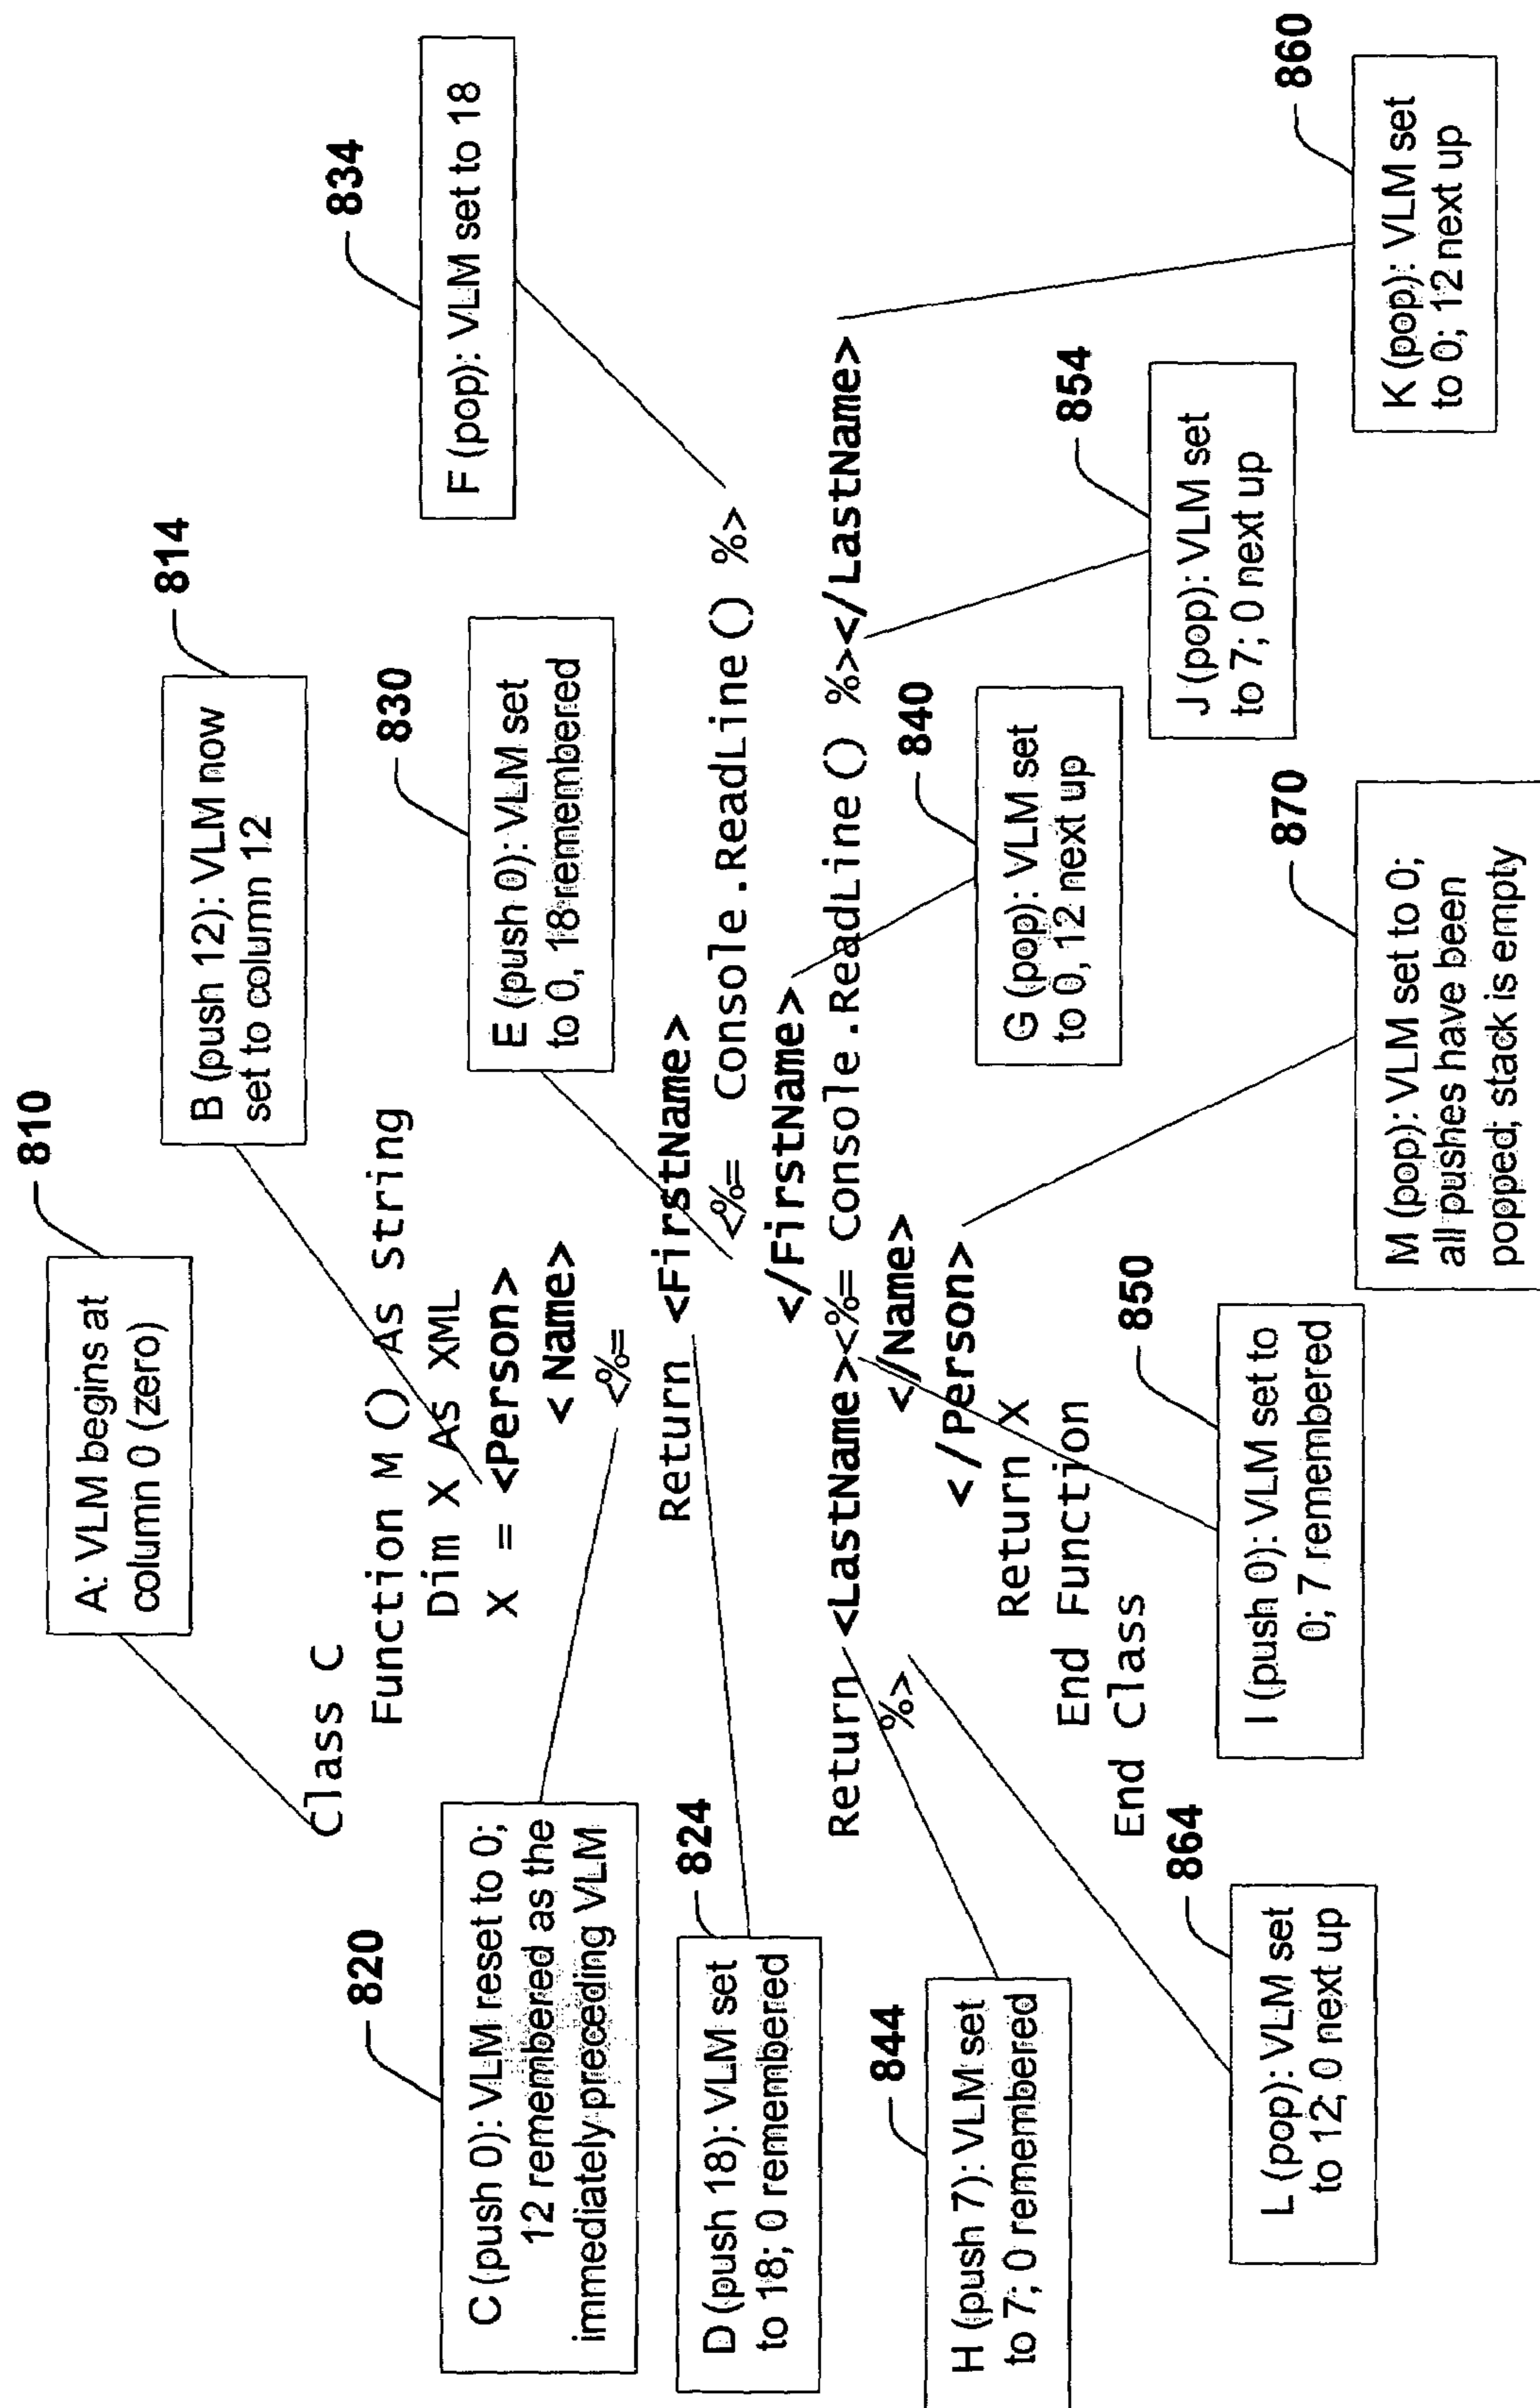 810
A: VLM begins at
column 0 (zero)
814
B (push 12): VLM now
set to column 12
Class C
834
F (pop): VLM set to 18
Function M () As String
820
830
Dim X As XML
C (push 0): VLM reset to 0;
12 remembered as the
immediately preceding VLM
E (push 0): VLM set
to 0, 18 remembered
X = <Person>
< Name>
<%=
824
D (push 18): VLM set
to 18; 0 remembered
Return <FirstName>
<%= Console.ReadLine() %>
</FirstName>
Return <LastName><%= Console.ReadLine() %></LastName>
%>
</Name>
844
840
H (push 7): VLM set
to 7; 0 remembered
</Person>
G (pop): VLM set
to 0, 12 next up
Return X
End Function
854
End Class
850
J (pop): VLM set
to 7; 0 next up
864
I (push 0): VLM set to
0; 7 remembered
870
860
L (pop): VLM set
to 12; 0 next up
M (pop): VLM set to 0;
all pushes have been
popped; stack is empty
K (pop): VLM set
to 0; 12 next up